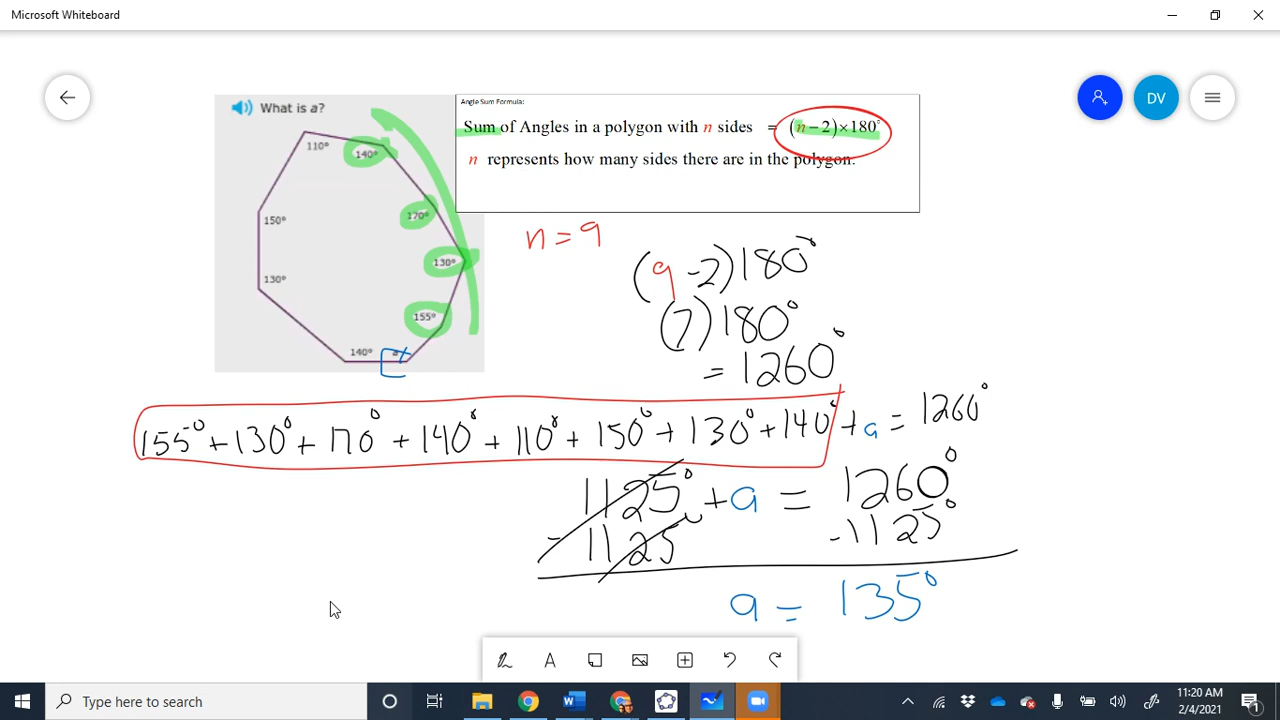 Microsoft Whiteboard
DV
What is a?
110°
140°
150°
170°
130°
130°
155°
140°
a
Angle Sum Formula:
Sum of Angles in a polygon with n sides = (n−2)×180°
n represents how many sides there are in the polygon.
n = 9
(9-2)180°
(7)180°
= 1260°
155° + 130° + 170° + 140° + 110° + 150° + 130° + 140° + a = 1260°
1125° + a = 1260°
- 1125° -1125°
a = 135°
A
Type here to search
W
11:20 AM
2/4/2021
1